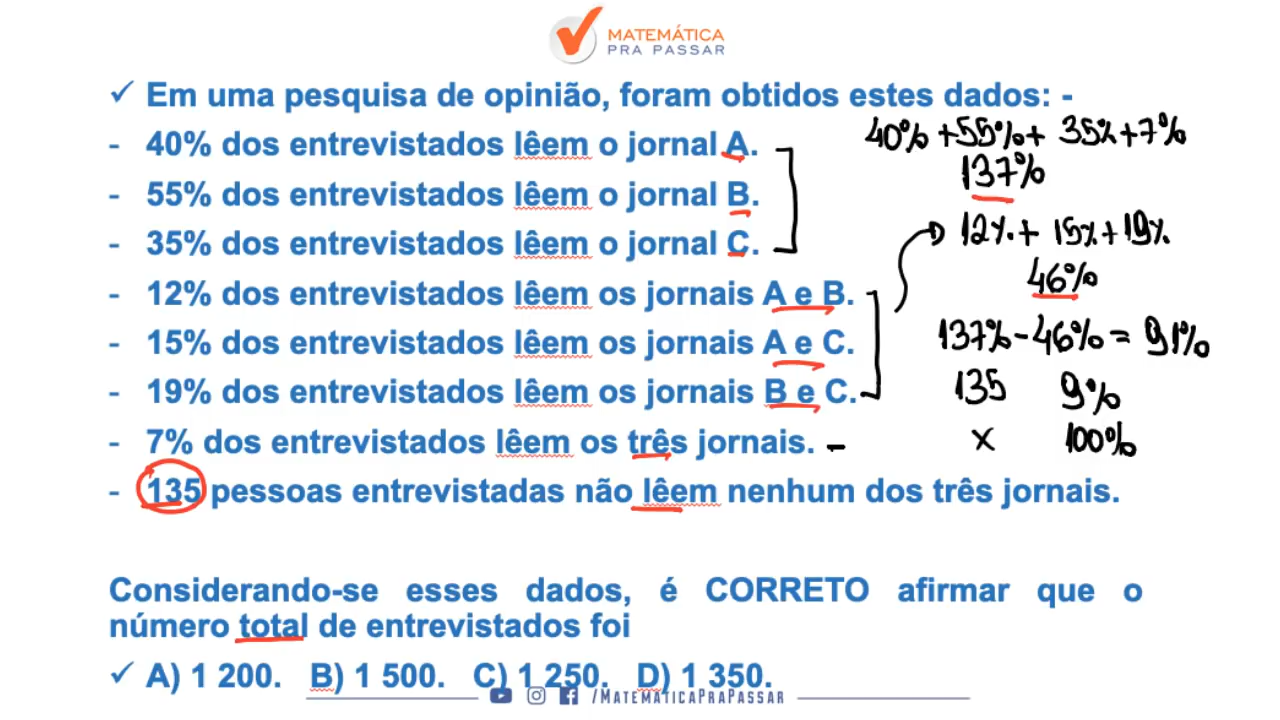 MATEMÁTICA
PRA PASSAR
✓ Em uma pesquisa de opinião, foram obtidos estes dados: -
- 40% dos entrevistados lêem o jornal A.
40% + 55% + 35% + 7%
137%
- 55% dos entrevistados lêem o jornal B.
- 35% dos entrevistados lêem o jornal C.
12% + 15% + 19%
46%
- 12% dos entrevistados lêem os jornais A e B.
- 15% dos entrevistados lêem os jornais A e C.
137% - 46% = 91%
- 19% dos entrevistados lêem os jornais B e C.
135 9%
- 7% dos entrevistados lêem os três jornais. -
x 100%
- 135 pessoas entrevistadas não lêem nenhum dos três jornais.
Considerando-se esses dados, é CORRETO afirmar que o
número total de entrevistados foi
✓ A) 1 200. B) 1 500. C) 1 250. D) 1 350.
/MatemáticaPraPassar